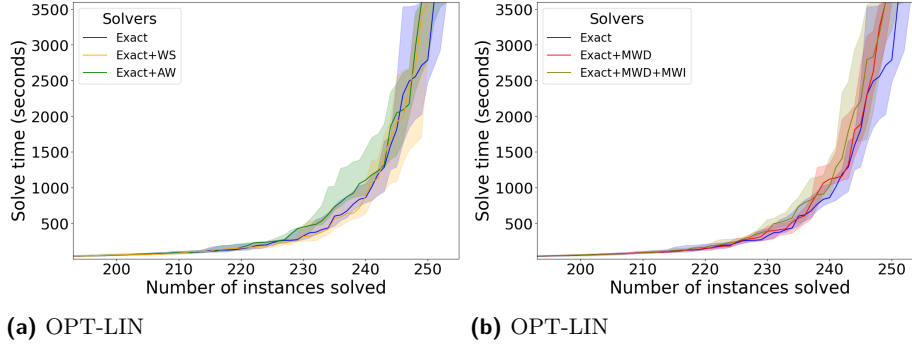 Solve time (seconds)
3500
3000
2500
2000
1500
1000
500
Solvers
Exact
Exact+WS
Exact+AW
200 210 220 230 240 250
Number of instances solved
(a) OPT-LIN
Solve time (seconds)
3500
3000
2500
2000
1500
1000
500
Solvers
Exact
Exact+MWD
Exact+MWD+MWI
200 210 220 230 240 250
Number of instances solved
(b) OPT-LIN